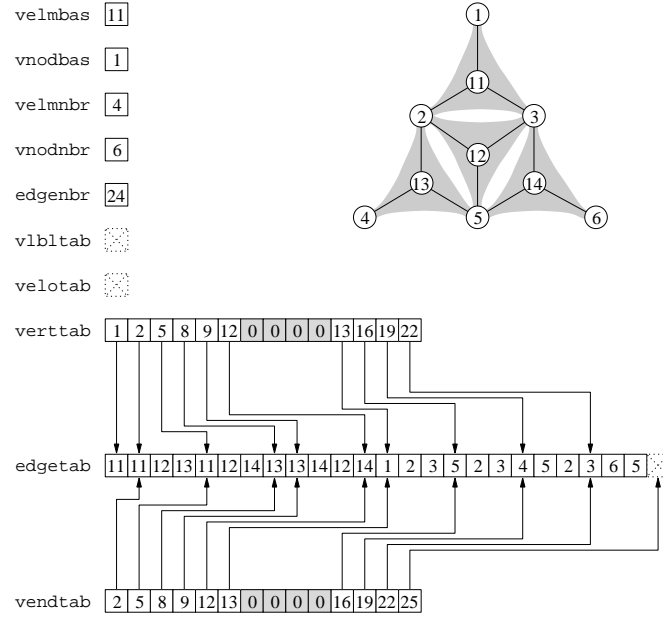 velmbas 11
1
vnodbas 1
11
velmnbr 4
2 3
vnodnbr 6
12
13 14
edgenbr 24
4 5 6
vlbltab
velotab
verttab 1 2 5 8 9 12 0 0 0 0 13 16 19 22
edgetab 11 11 12 13 11 12 14 13 13 14 12 14 1 2 3 5 2 3 4 5 2 3 6 5
vendtab 2 5 8 9 12 13 0 0 0 0 16 19 22 25